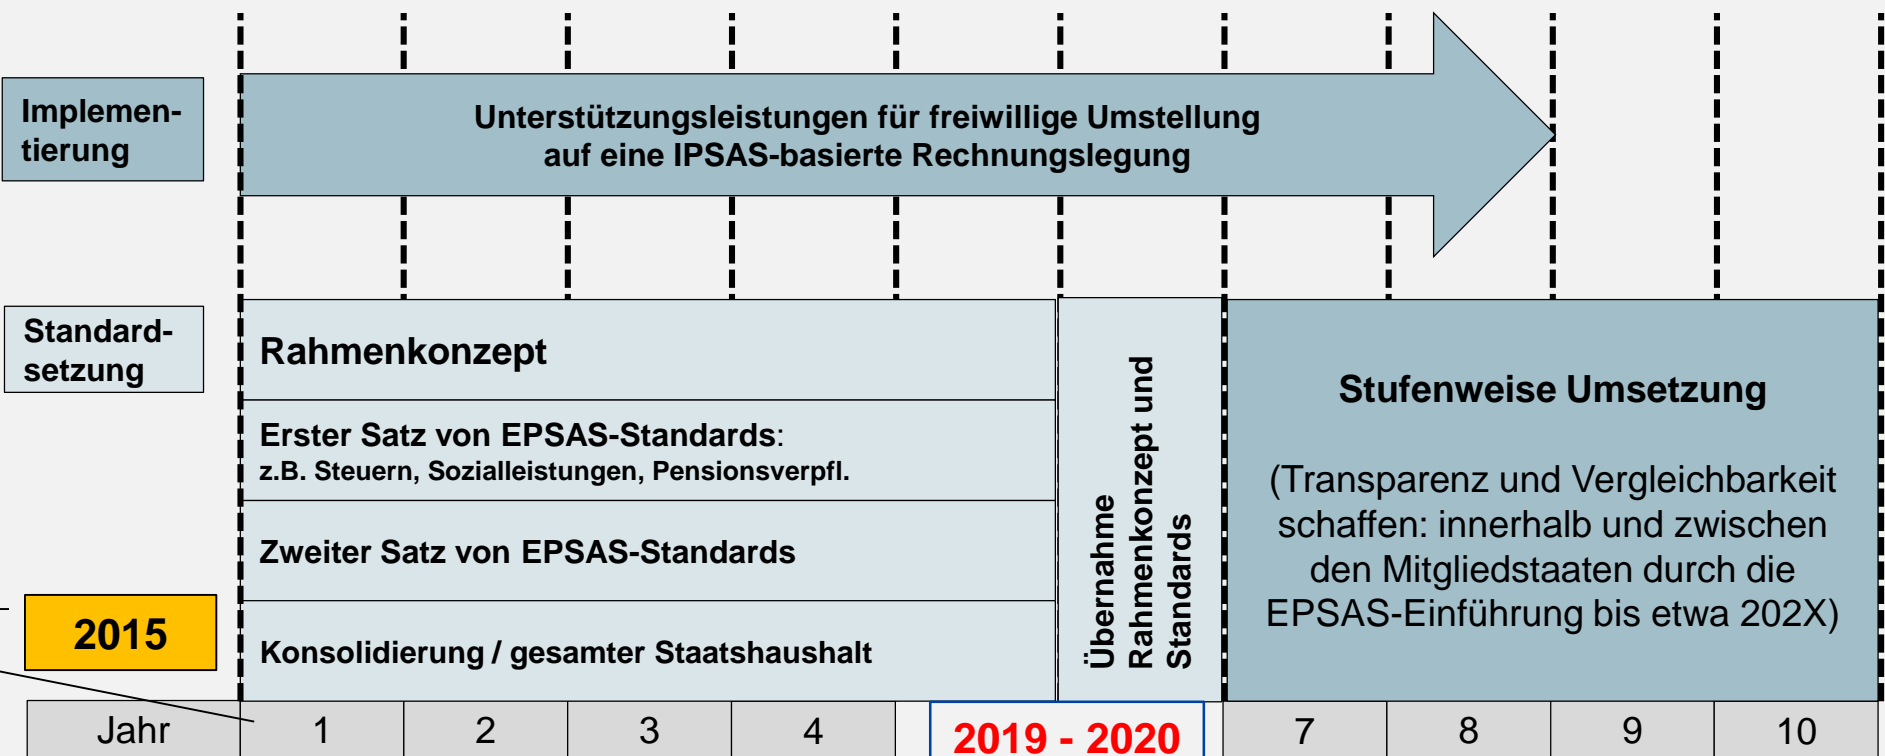 Implemen-
tierung
Unterstützungsleistungen für freiwillige Umstellung
auf eine IPSAS-basierte Rechnungslegung
Standard-
setzung
Rahmenkonzept
Erster Satz von EPSAS-Standards:
z.B. Steuern, Sozialleistungen, Pensionsverpfl.
Zweiter Satz von EPSAS-Standards
Konsolidierung / gesamter Staatshaushalt
Übernahme
Rahmenkonzept und
Standards
Stufenweise Umsetzung
(Transparenz und Vergleichbarkeit
schaffen: innerhalb und zwischen
den Mitgliedstaaten durch die
EPSAS-Einführung bis etwa 202X)
2015
Jahr 1 2 3 4 2019 - 2020 7 8 9 10